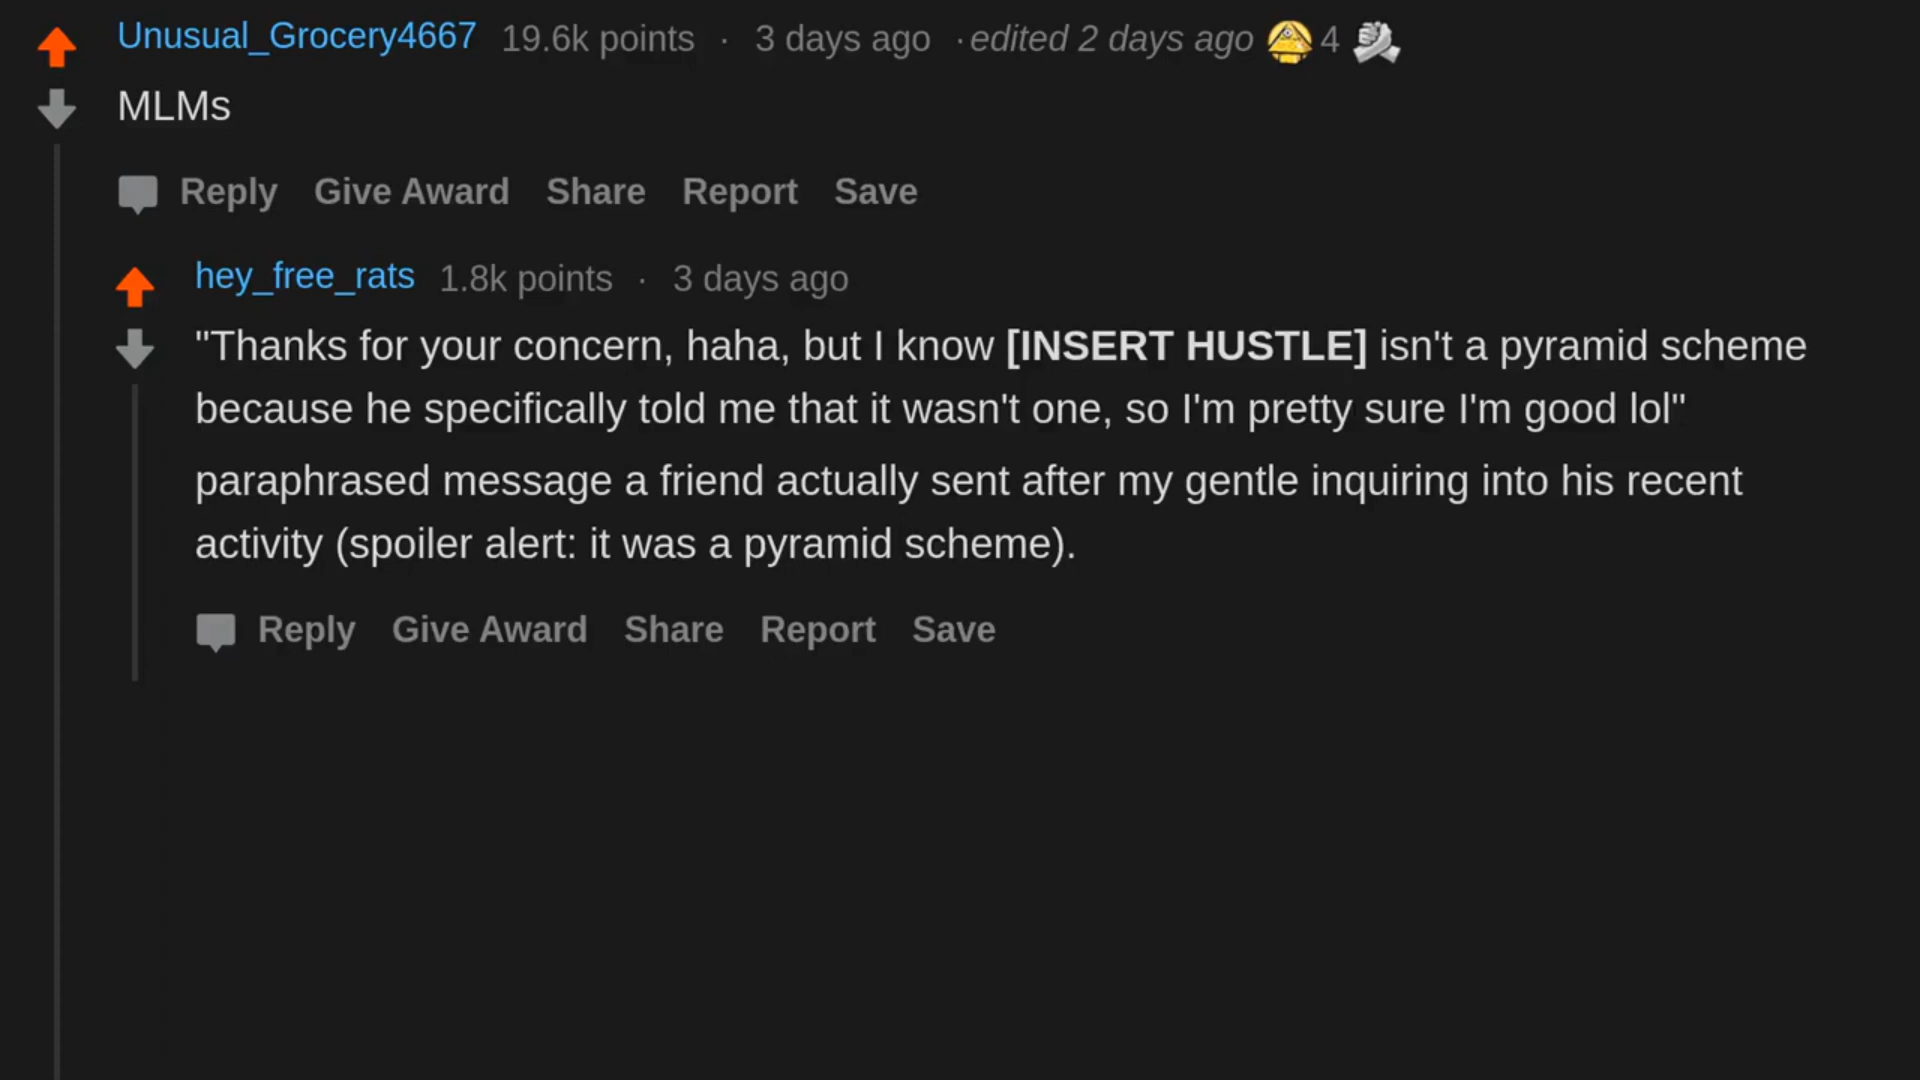 Unusual_Grocery4667 19.6k points · 3 days ago · edited 2 days ago 4
MLMs
Reply Give Award Share Report Save
hey_free_rats 1.8k points · 3 days ago
"Thanks for your concern, haha, but I know [INSERT HUSTLE] isn't a pyramid scheme
because he specifically told me that it wasn't one, so I'm pretty sure I'm good lol"
paraphrased message a friend actually sent after my gentle inquiring into his recent
activity (spoiler alert: it was a pyramid scheme).
Reply Give Award Share Report Save